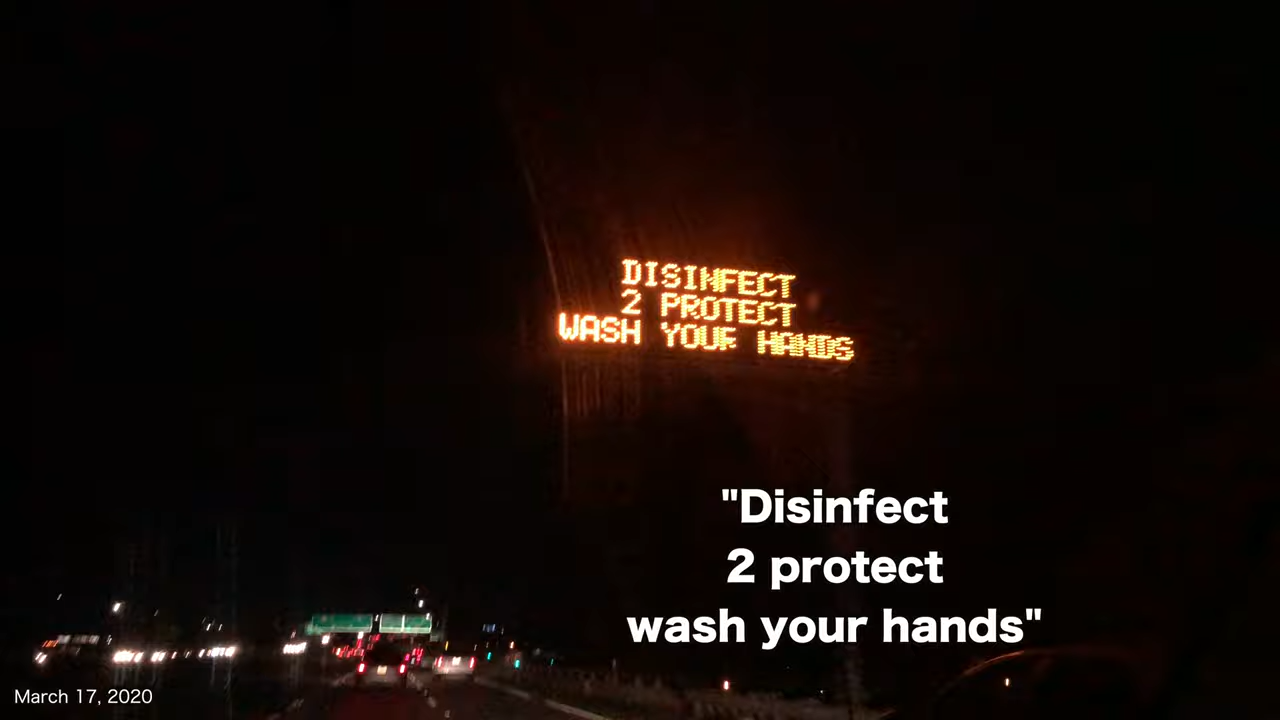 DISINFECT
2 PROTECT
WASH YOUR HANDS
"Disinfect
2 protect
wash your hands"
March 17, 2020